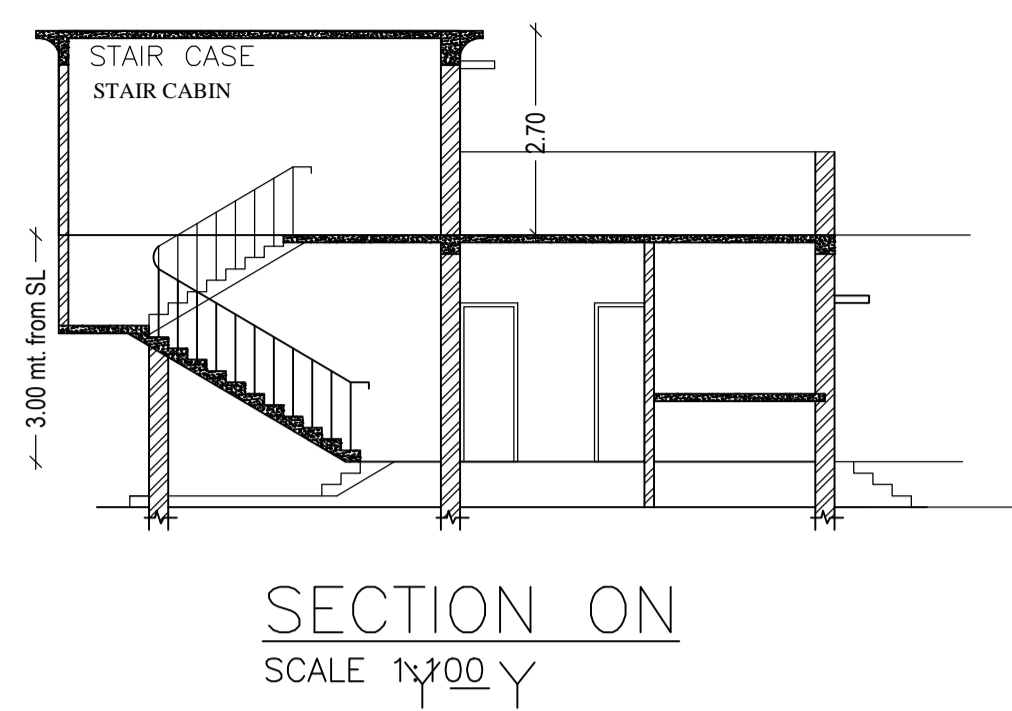 STAIR CASE
STAIR CABIN
2.70
3.00 mt. from SL
SECTION ON
SCALE 1:100
Y Y